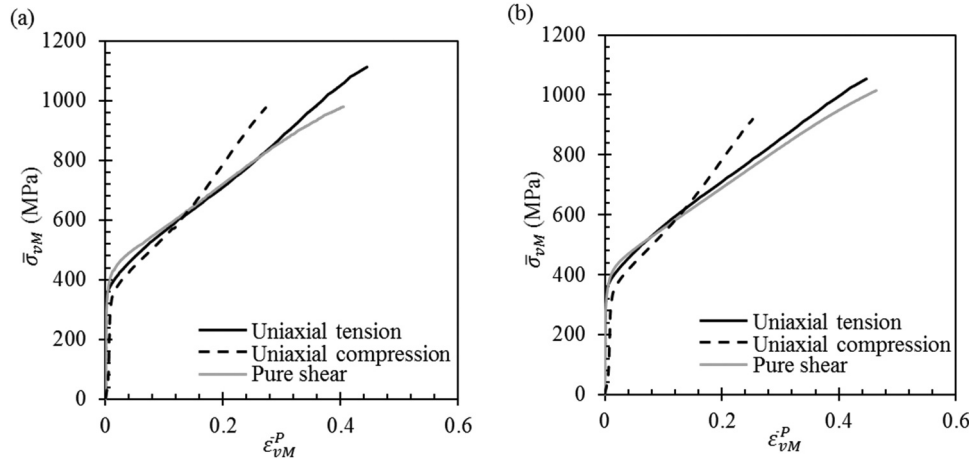 (a)
1200
1000
800
600
400
200
0
σ̄vM (MPa)
Uniaxial tension
Uniaxial compression
Pure shear
0 0.2 0.4 0.6
ε̄ᴾvM
(b)
1200
1000
800
600
400
200
0
σ̄vM (MPa)
Uniaxial tension
Uniaxial compression
Pure shear
0 0.2 0.4 0.6
ε̄ᴾvM